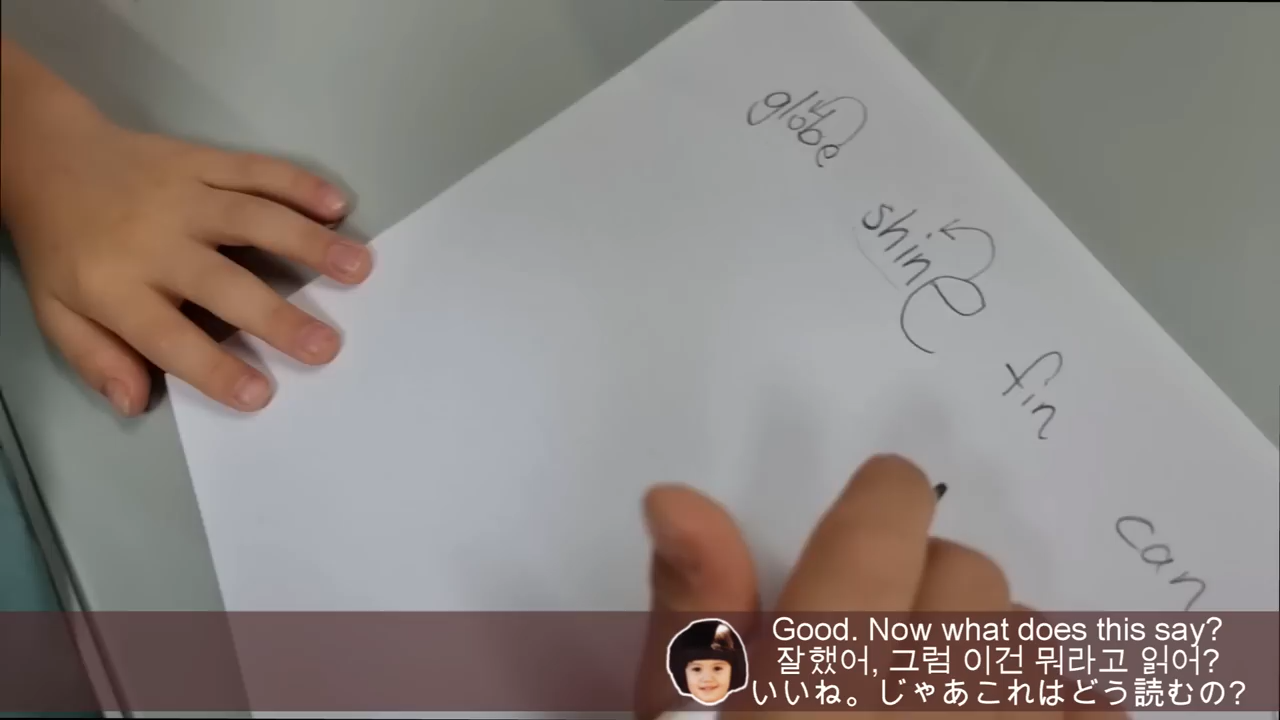 globe
shine
fin
can
Good. Now what does this say?
잘했어, 그럼 이건 뭐라고 읽어?
いいね。じゃあこれはどう読むの?